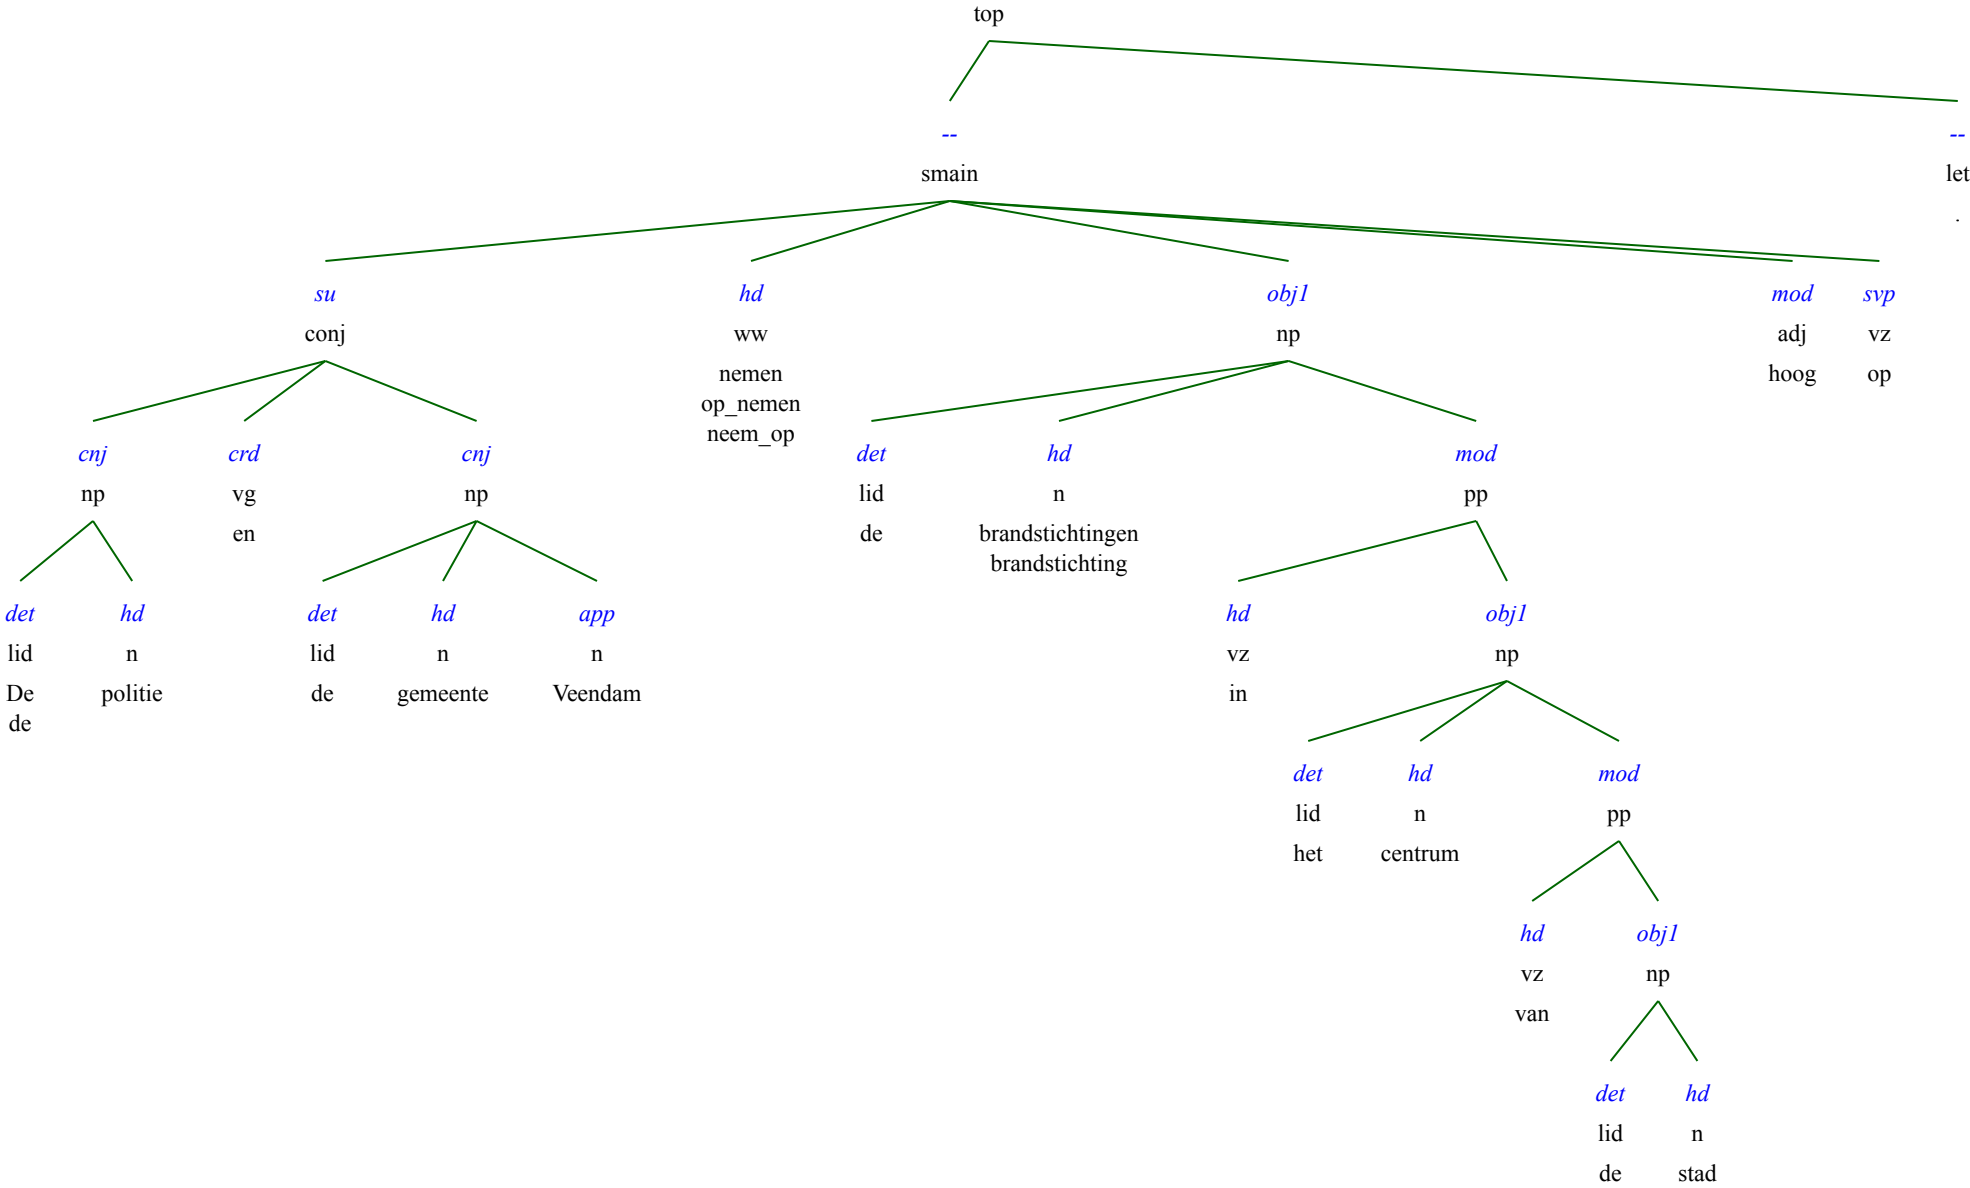 top
-- --
smain let
.
su hd obj1 mod svp
conj ww np adj vz
nemen hoog op
op_nemen
neem_op
cnj crd cnj det hd mod
np vg np lid n pp
en de brandstichtingen
brandstichting
det hd det hd app hd obj1
lid n lid n n vz np
De politie de gemeente Veendam in
de
det hd mod
lid n pp
het centrum
hd obj1
vz np
van
det hd
lid n
de stad